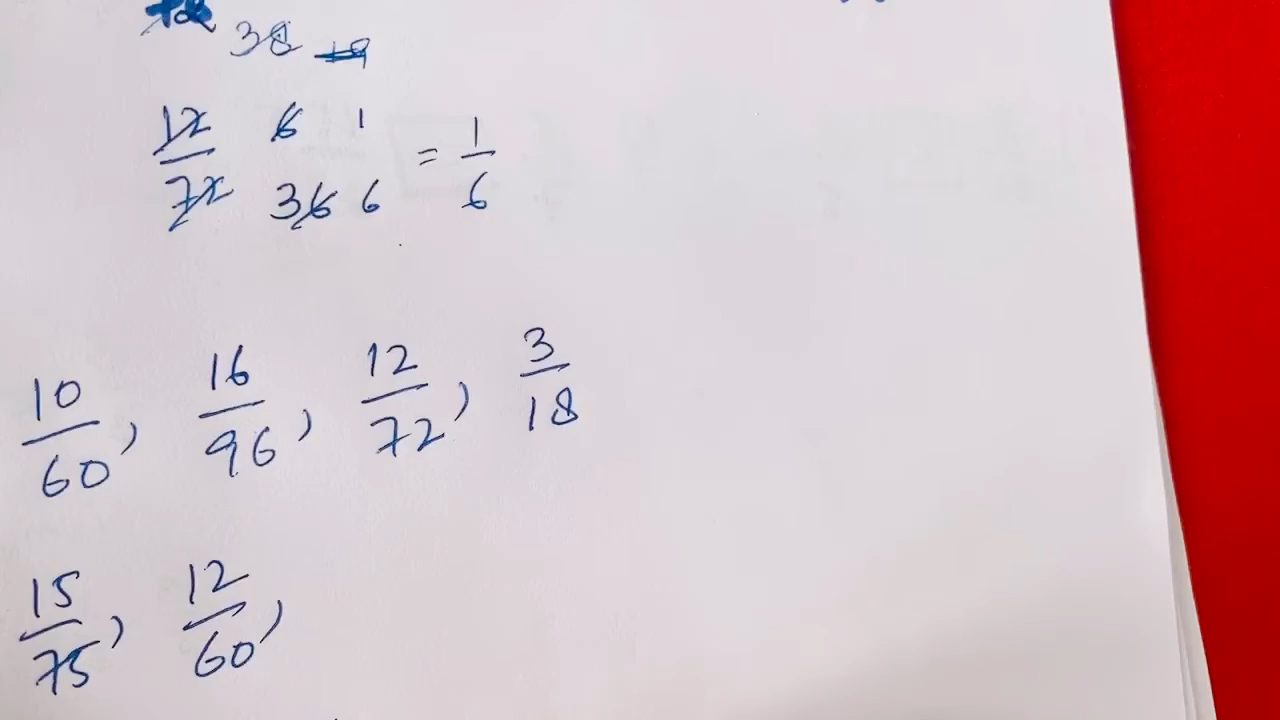 38
12 6 1
— = 1/6
72 36 6
10/60, 16/96, 12/72, 3/18
15/75, 12/60,